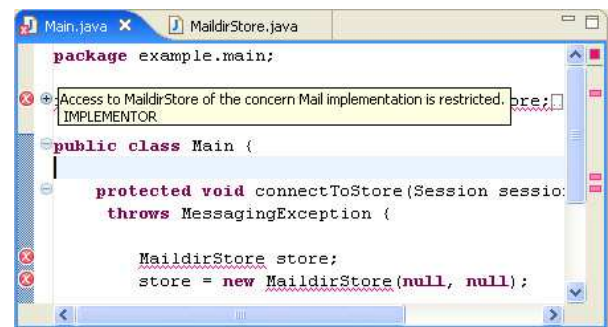 Main.java MaildirStore.java
package example.main;
Access to MaildirStore of the concern Mail implementation is restricted. ore;
IMPLEMENTOR
public class Main {
protected void connectToStore(Session sessio
throws MessagingException {
MaildirStore store;
store = new MaildirStore(null, null);